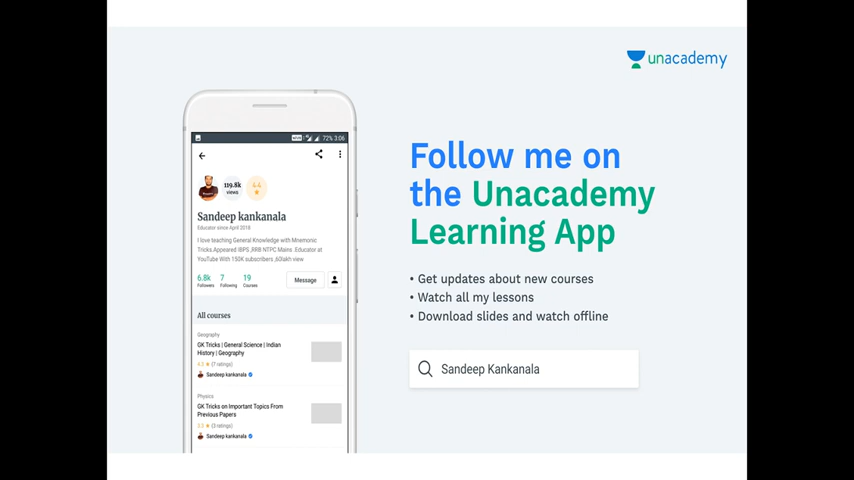 unacademy
72% 3:06
119.8k
views
4.4
Sandeep kankanala
Educator since April 2018
I love teaching General Knowledge with Mnemonic
Tricks Appeared IBPS ,RRB NTPC Mains. Educator at
YouTube With 150K subscribers ,60lakh view
6.8k 7 19
Followers Following Courses
Message
All courses
Geography
GK Tricks | General Science | Indian
History | Geography
(7 ratings)
Sandeep kankanala
Physics
GK Tricks on Important Topics From
Previous Papers
(3 ratings)
Sandeep kankanala
Follow me on
the Unacademy
Learning App
• Get updates about new courses
• Watch all my lessons
• Download slides and watch offline
Sandeep Kankanala